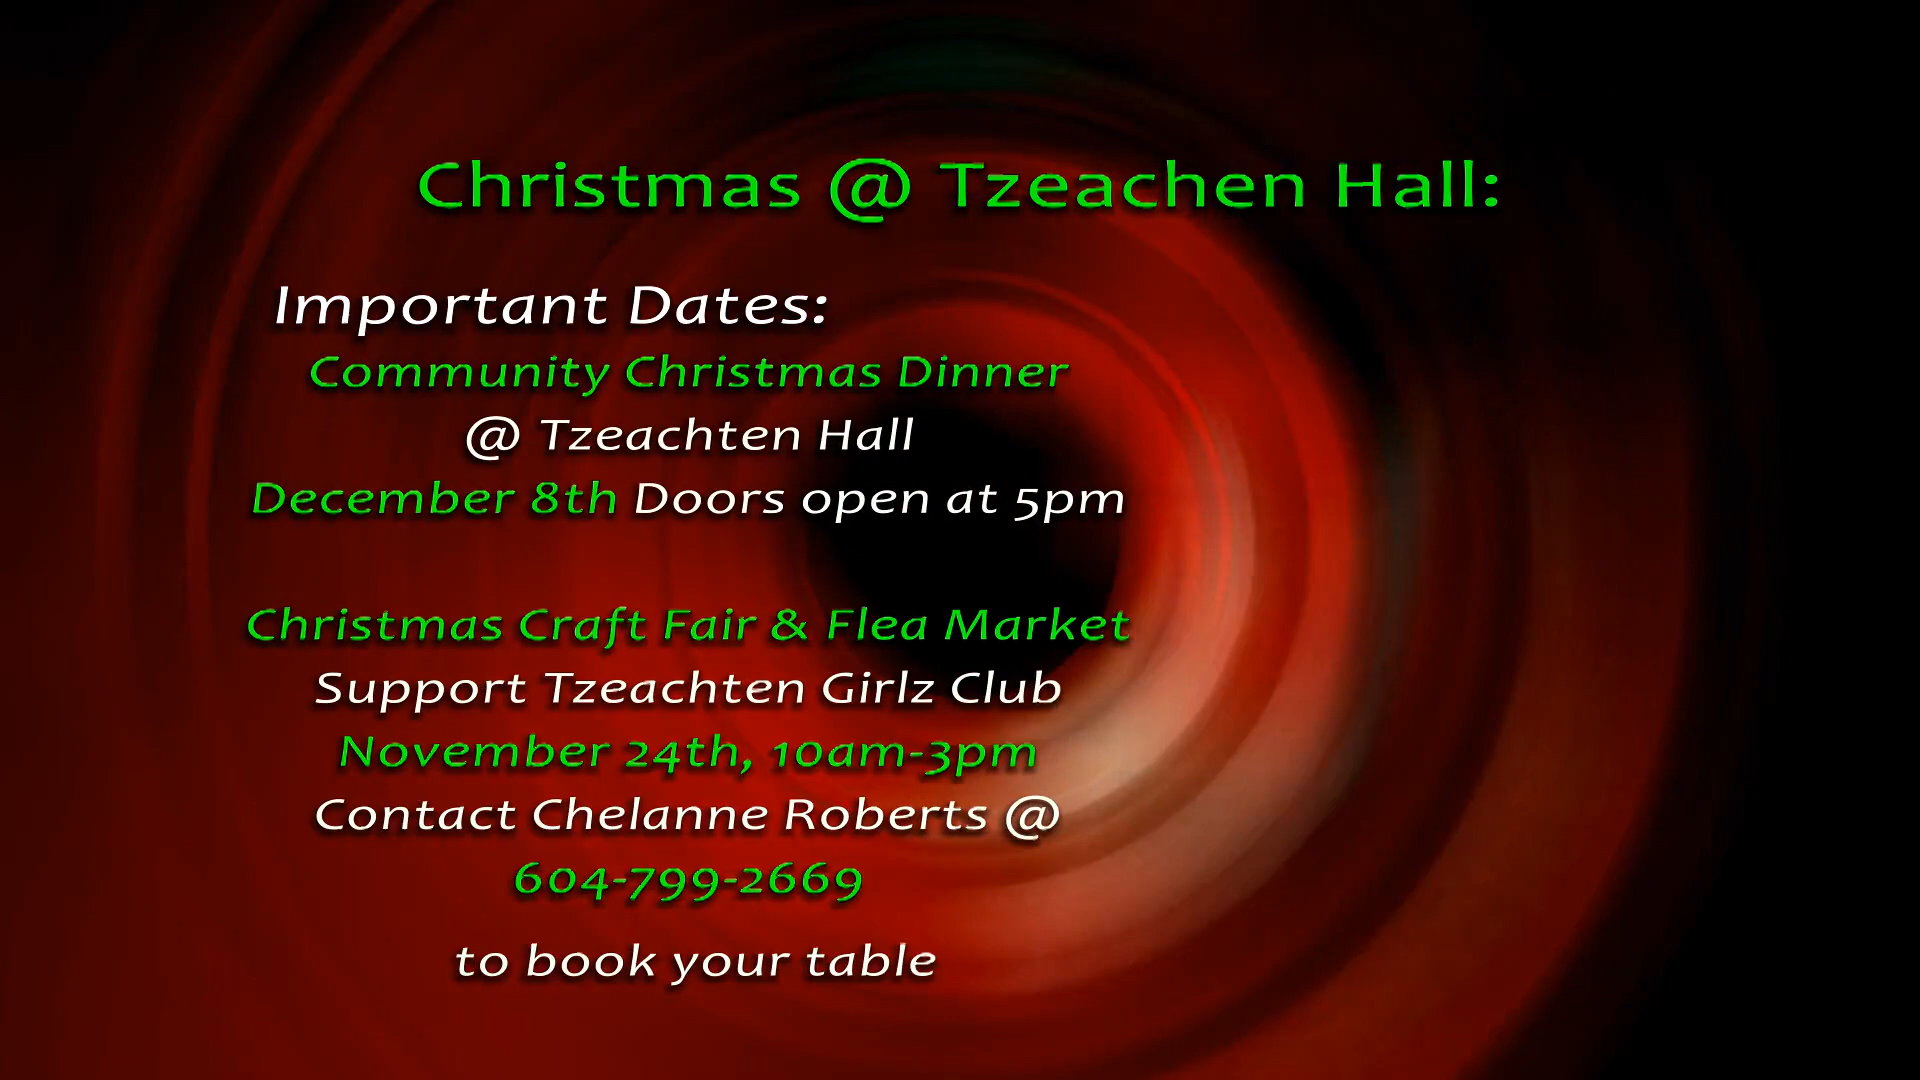 Christmas @ Tzeachen Hall:
Important Dates:
Community Christmas Dinner
@ Tzeachten Hall
December 8th Doors open at 5pm
Christmas Craft Fair & Flea Market
Support Tzeachten Girlz Club
November 24th, 10am-3pm
Contact Chelanne Roberts @
604-799-2669
to book your table